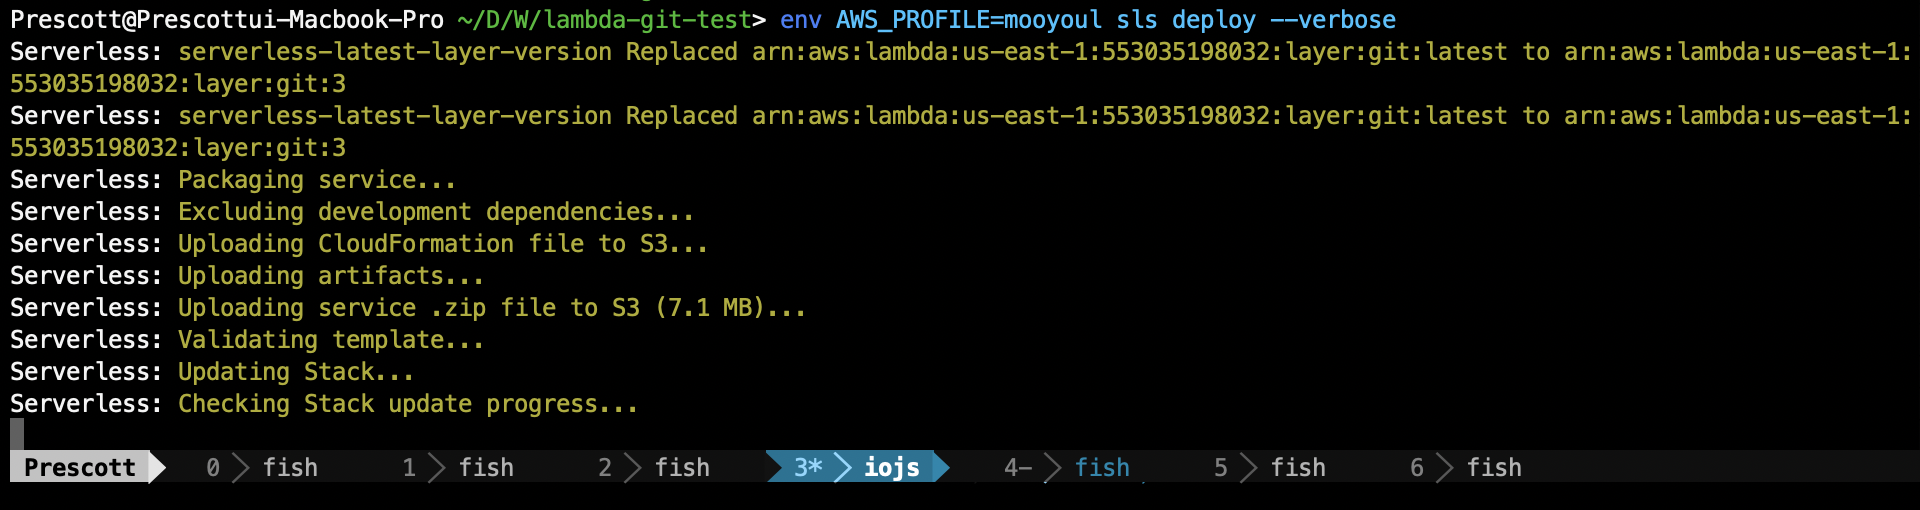 Prescott@Prescottui-Macbook-Pro ~/D/W/lambda-git-test> env AWS_PROFILE=mooyoul sls deploy --verbose
Serverless: serverless-latest-layer-version Replaced arn:aws:lambda:us-east-1:553035198032:layer:git:latest to arn:aws:lambda:us-east-1:
553035198032:layer:git:3
Serverless: serverless-latest-layer-version Replaced arn:aws:lambda:us-east-1:553035198032:layer:git:latest to arn:aws:lambda:us-east-1:
553035198032:layer:git:3
Serverless: Packaging service...
Serverless: Excluding development dependencies...
Serverless: Uploading CloudFormation file to S3...
Serverless: Uploading artifacts...
Serverless: Uploading service .zip file to S3 (7.1 MB)...
Serverless: Validating template...
Serverless: Updating Stack...
Serverless: Checking Stack update progress...
Prescott 0 fish 1 fish 2 fish 3* iojs 4- fish 5 fish 6 fish